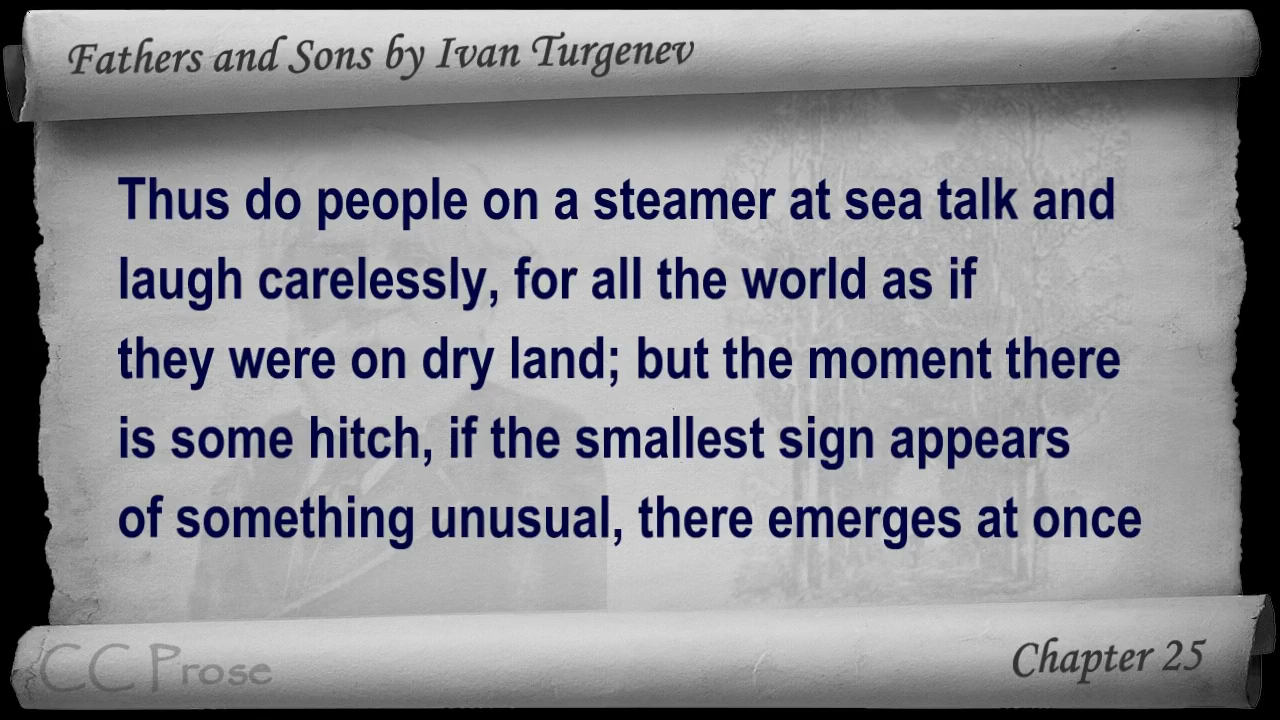 Fathers and Sons by Ivan Turgenev
Thus do people on a steamer at sea talk and
laugh carelessly, for all the world as if
they were on dry land; but the moment there
is some hitch, if the smallest sign appears
of something unusual, there emerges at once
CC Prose
Chapter 25